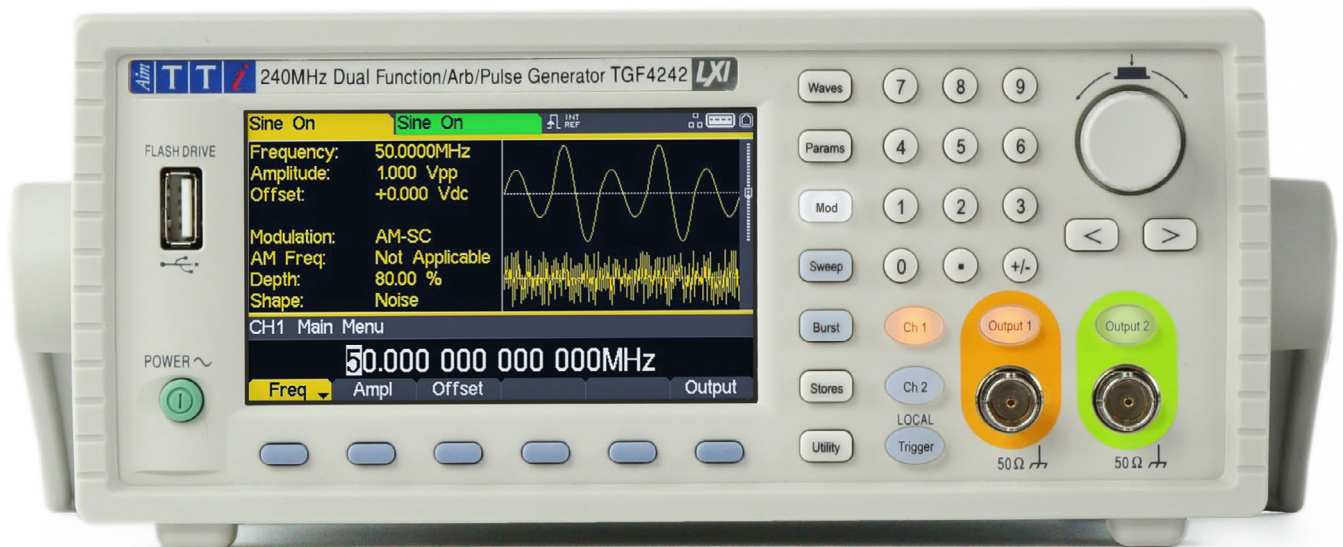 Aim TTi 240MHz Dual Function/Arb/Pulse Generator TGF4242 LXI
FLASH DRIVE
POWER
Sine On Sine On INT REF
Frequency: 50.0000MHz
Amplitude: 1.000 Vpp
Offset: +0.000 Vdc
Modulation: AM-SC
AM Freq: Not Applicable
Depth: 80.00 %
Shape: Noise
CH1 Main Menu
50.000 000 000 000MHz
Freq Ampl Offset Output
Waves 7 8 9
Params 4 5 6
Mod 1 2 3
< >
Sweep 0 . +/-
Burst Ch 1 Output 1 Output 2
Stores Ch 2
LOCAL
Utility Trigger
50Ω 50Ω